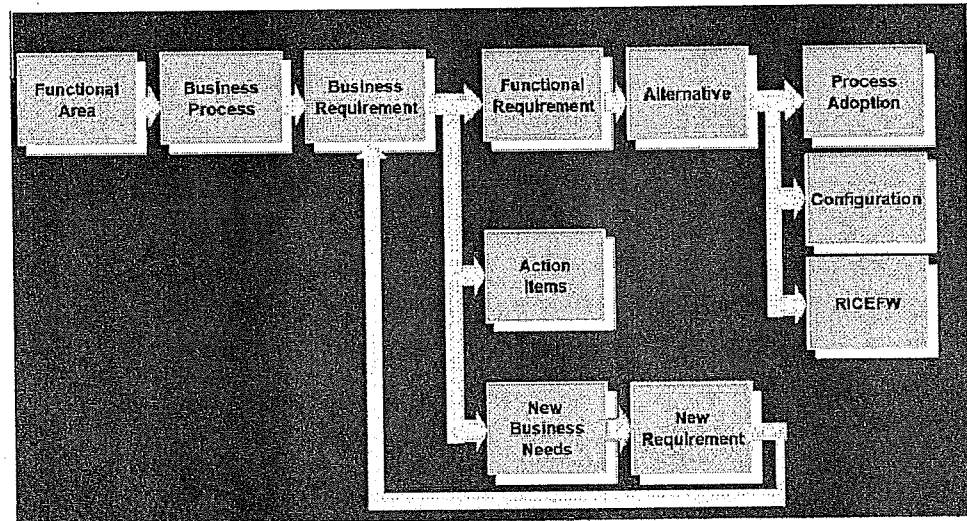 Functional
Area
Business
Process
Business
Requirement
Functional
Requirement
Alternative
Process
Adoption
Configuration
Action
Items
RICEFW
New
Business
Needs
New
Requirement